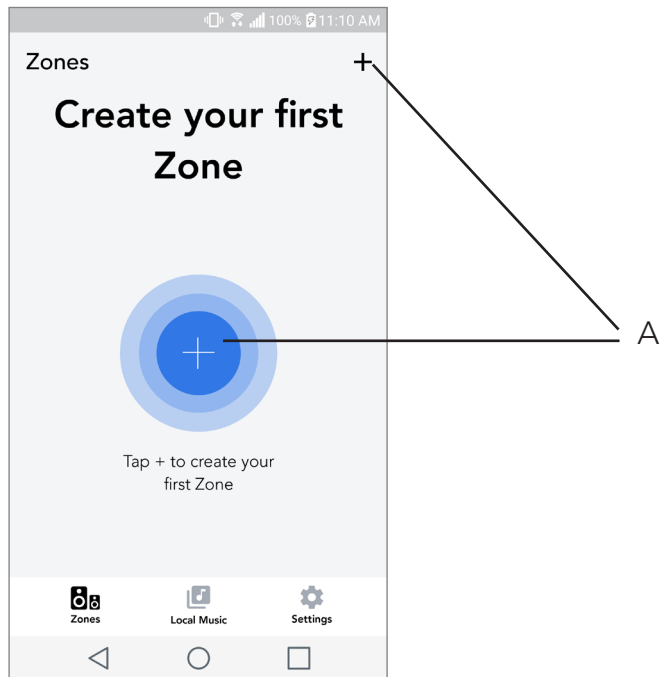 100% 11:10 AM
Zones +
Create your first
Zone
A
Tap + to create your
first Zone
Zones Local Music Settings